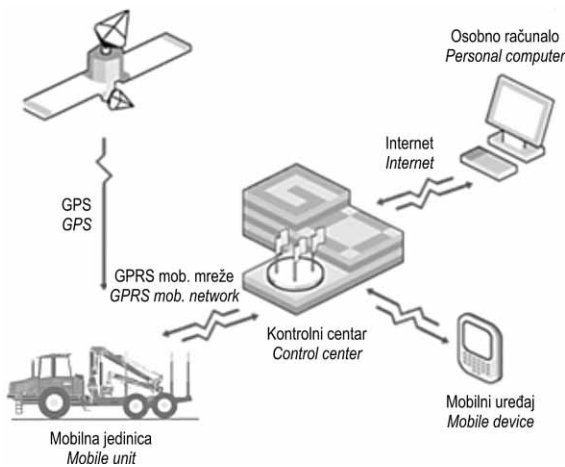 Osobno računalo
Personal computer
Internet
Internet
GPS
GPS
GPRS mob. mreže
GPRS mob. network
Kontrolni centar
Control center
Mobilni uređaj
Mobile device
Mobilna jedinica
Mobile unit